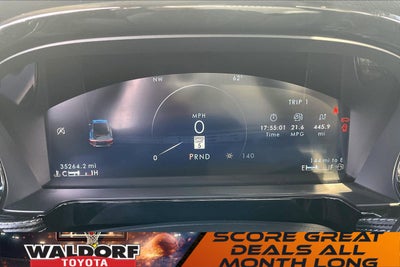 NW 62°
TRIP 1
MPH
0
S
17:55:01 21.6 445.9
Time MPG mi
0 PRND 140
35264.2 mi
144 mi to E
C H
E F
WALDORF
TOYOTA
SCORE GREAT
DEALS ALL
MONTH LONG